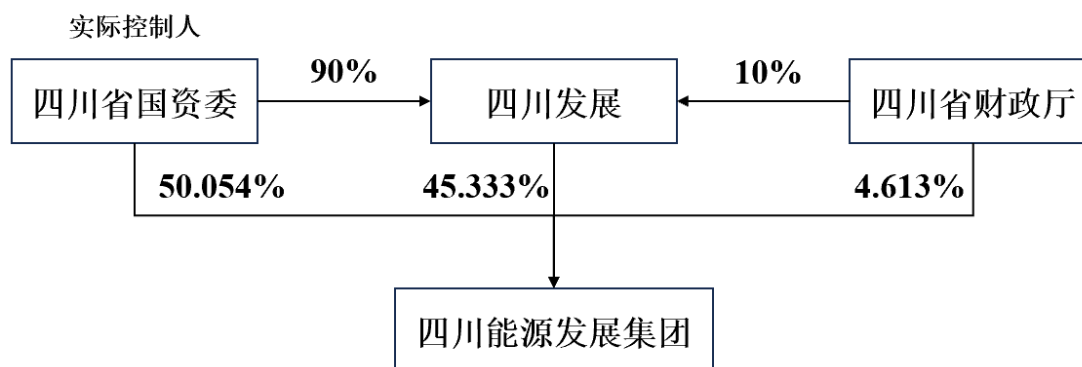 实际控制人
四川省国资委
90%
四川发展
10%
四川省财政厅
50.054%
45.333%
4.613%
四川能源发展集团